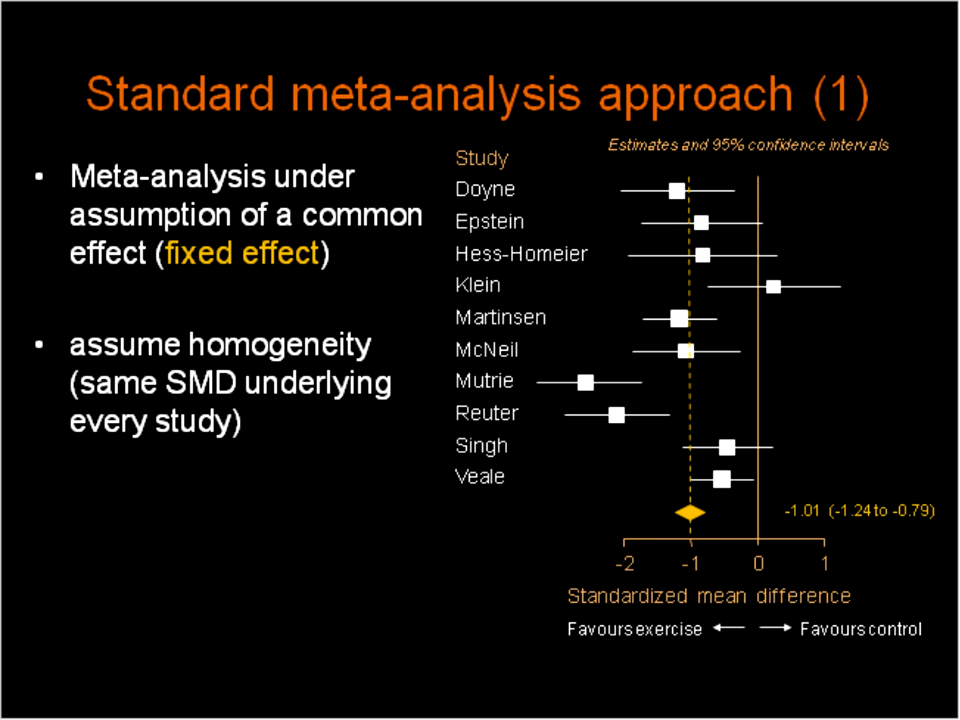 Standard meta-analysis approach (1)
• Meta-analysis under
assumption of a common
effect (fixed effect)
• assume homogeneity
(same SMD underlying
every study)
Estimates and 95% confidence intervals
Study
Doyne
Epstein
Hess-Homeier
Klein
Martinsen
McNeil
Mutrie
Reuter
Singh
Veale
-1.01 (-1.24 to -0.79)
-2 -1 0 1
Standardized mean difference
Favours exercise Favours control